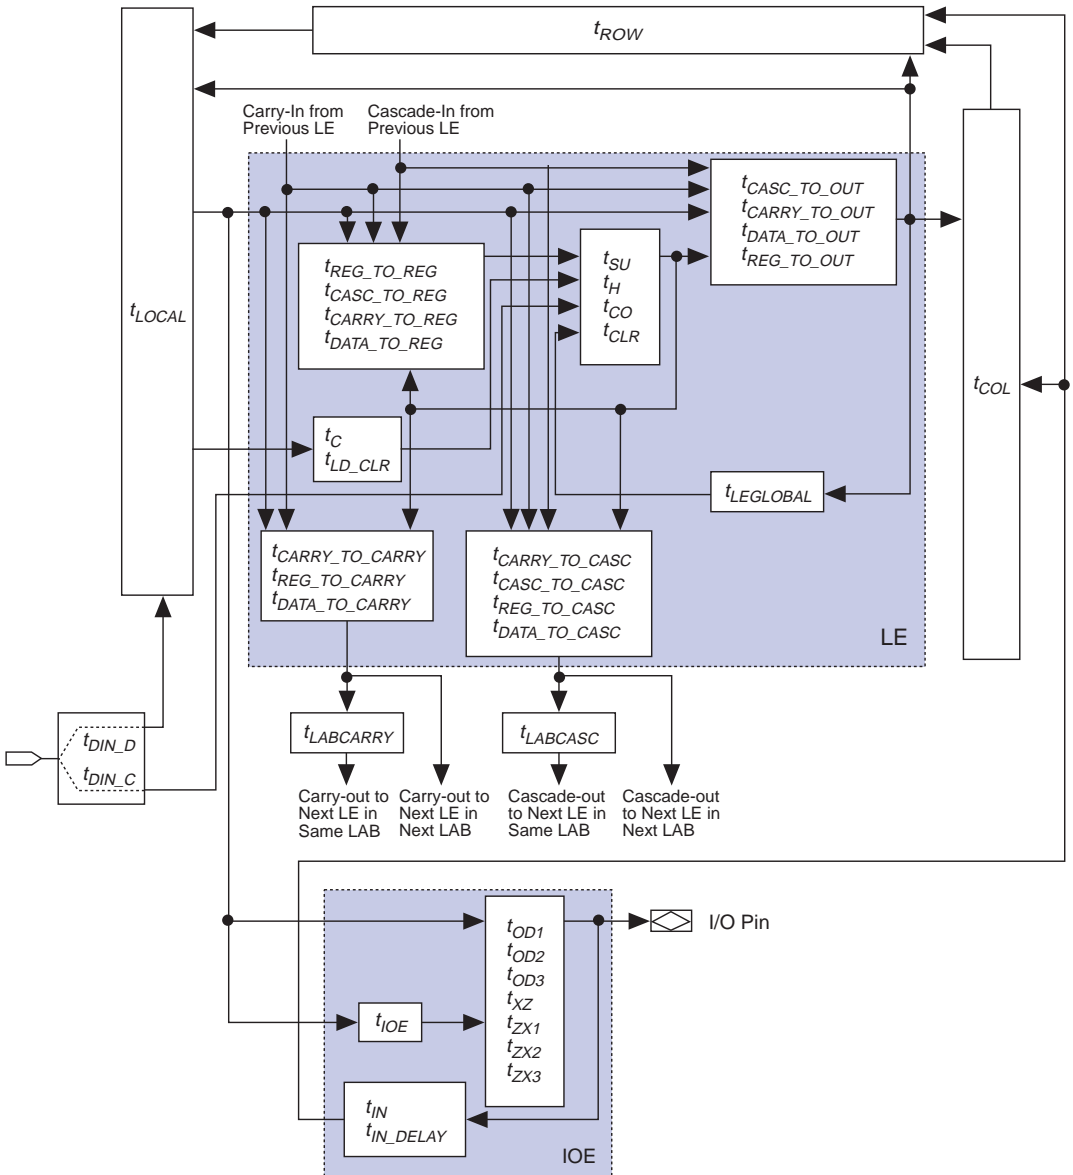 tROW
Carry-In from
Previous LE
Cascade-In from
Previous LE
tCASC_TO_OUT
tCARRY_TO_OUT
tDATA_TO_OUT
tREG_TO_OUT
tREG_TO_REG
tCASC_TO_REG
tCARRY_TO_REG
tDATA_TO_REG
tSU
tH
tCO
tCLR
tLOCAL
tCOL
tC
tLD_CLR
tLEGLOBAL
tCARRY_TO_CARRY
tREG_TO_CARRY
tDATA_TO_CARRY
tCARRY_TO_CASC
tCASC_TO_CASC
tREG_TO_CASC
tDATA_TO_CASC
LE
tDIN_D
tDIN_C
tLABCARRY
tLABCASC
Carry-out to
Next LE in
Same LAB
Carry-out to
Next LE in
Next LAB
Cascade-out
to Next LE in
Same LAB
Cascade-out
to Next LE in
Next LAB
tOD1
tOD2
tOD3
tXZ
tZX1
tZX2
tZX3
I/O Pin
tIOE
tIN
tIN_DELAY
IOE